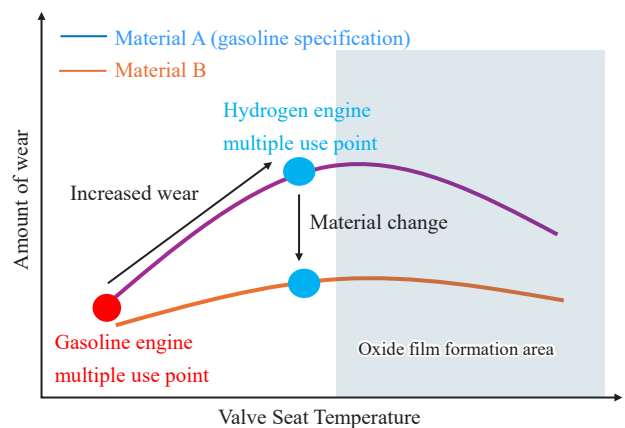 Material A (gasoline specification)
Material B
Hydrogen engine
multiple use point
Increased wear
Material change
Amount of wear
Gasoline engine
multiple use point
Oxide film formation area
Valve Seat Temperature